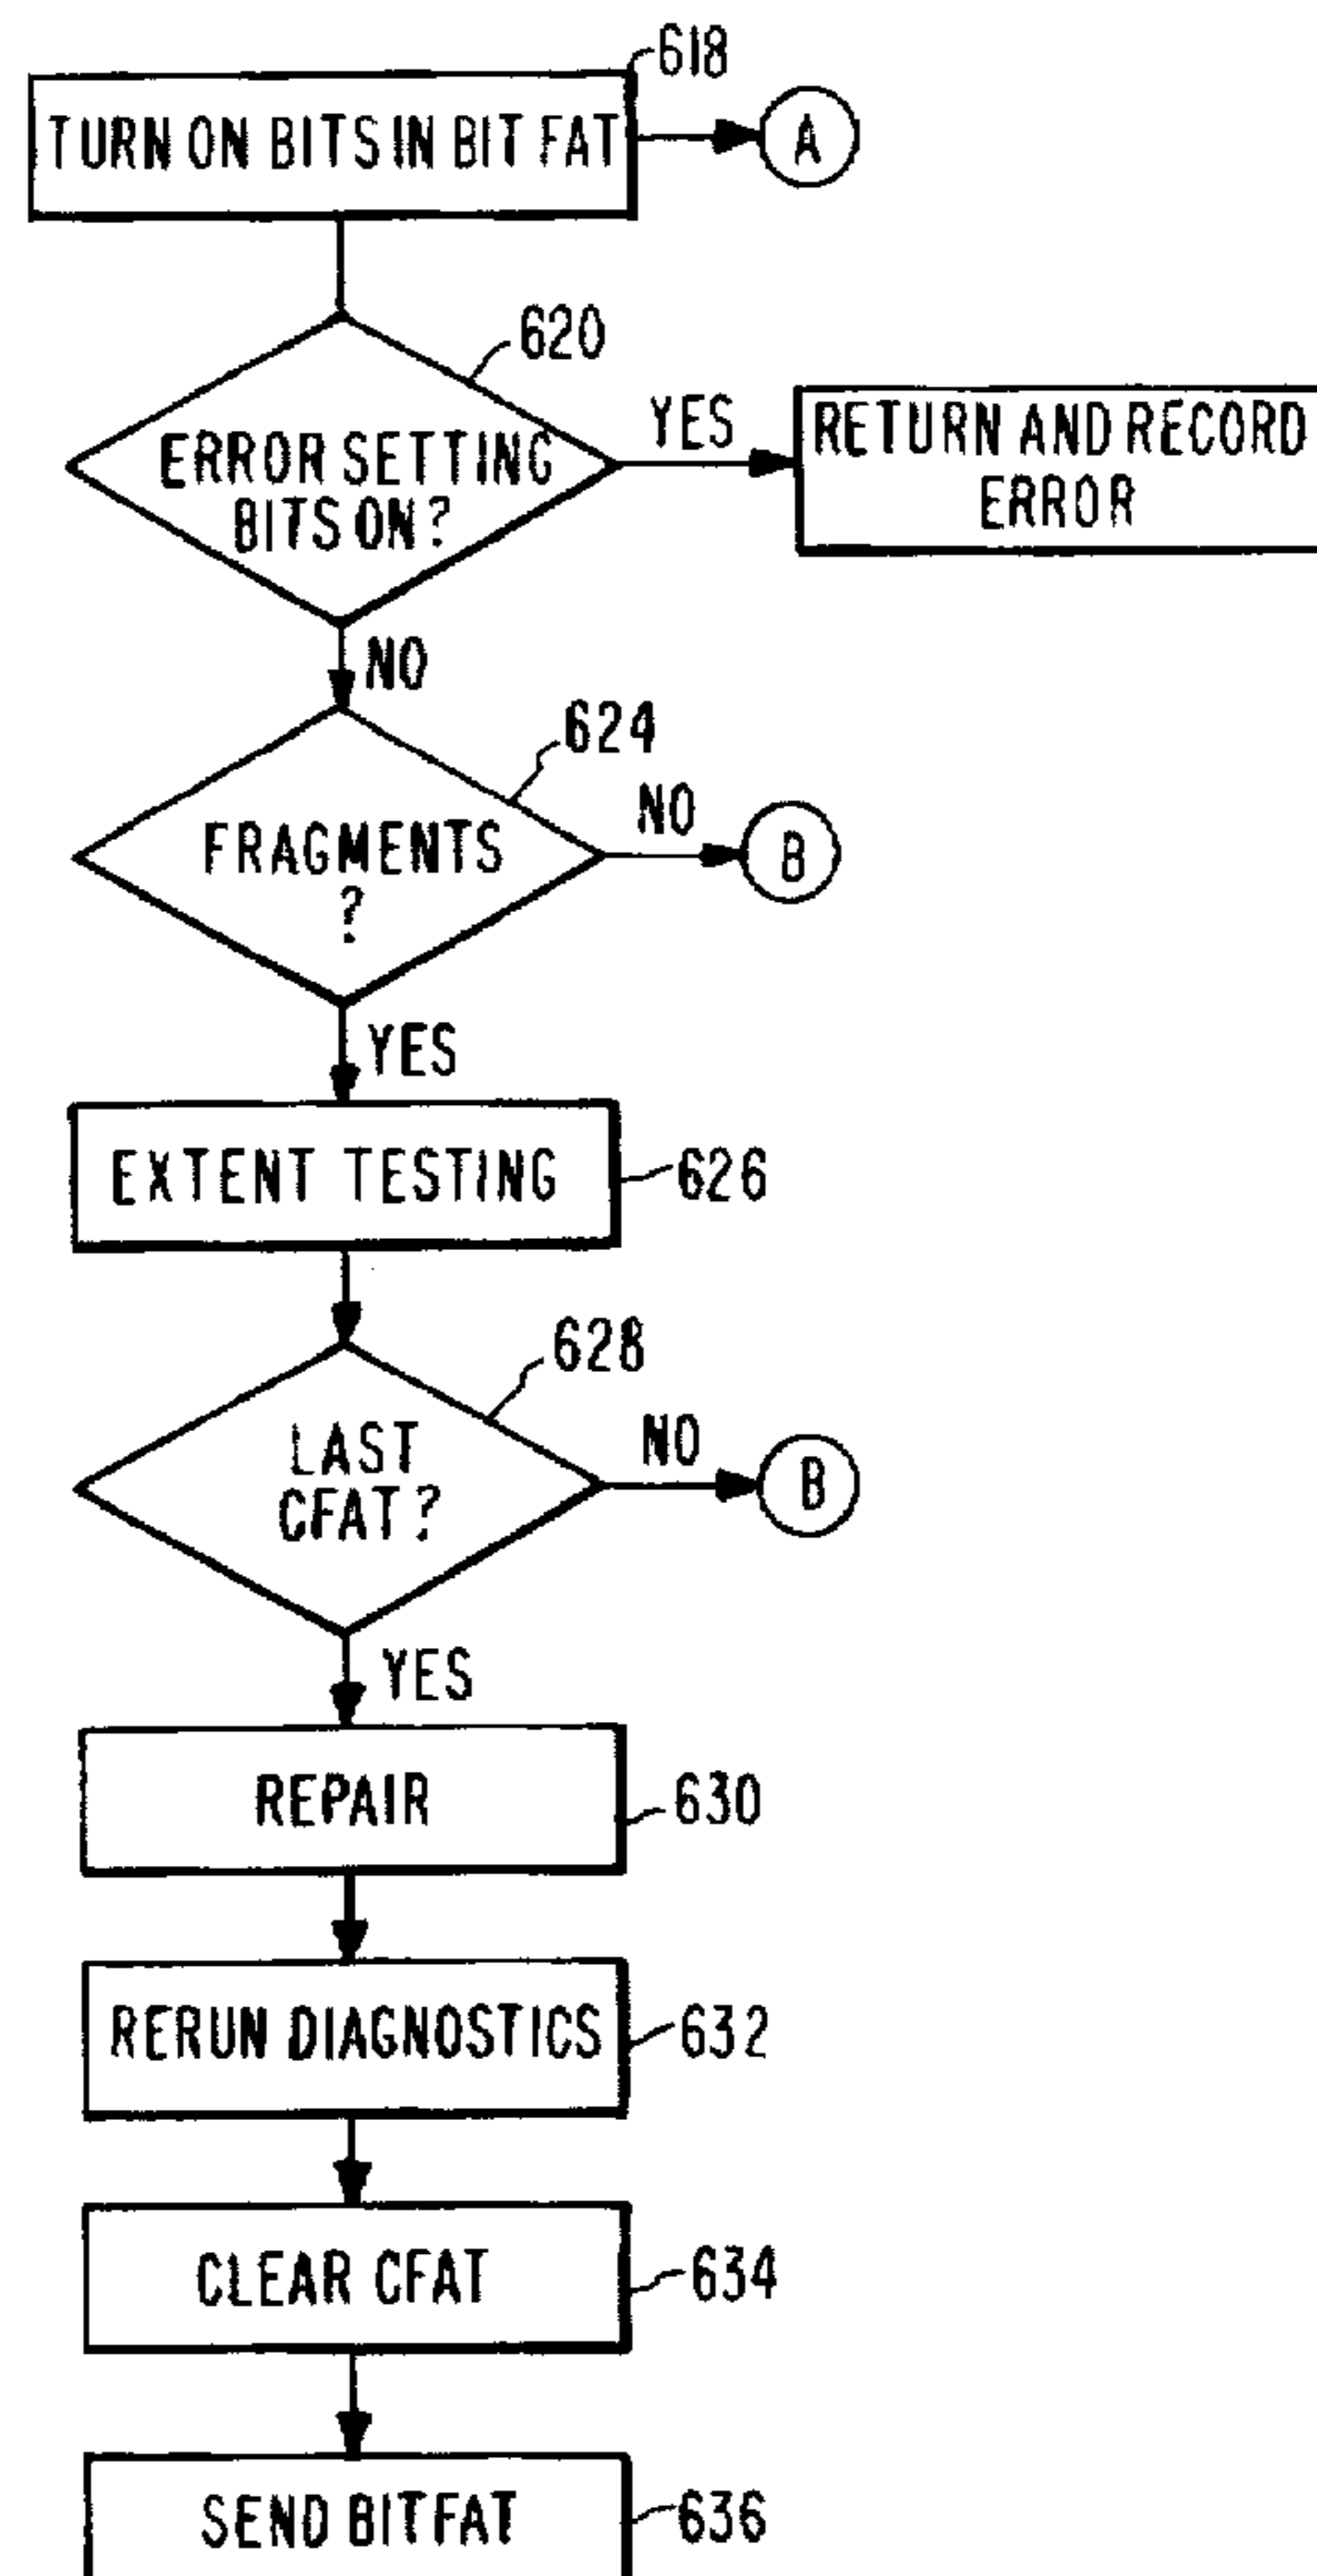 618
TURN ON BITS IN BIT FAT
A
620
ERROR SETTING
BITS ON?
YES
RETURN AND RECORD
ERROR
NO
624
FRAGMENTS
?
NO
B
YES
EXTENT TESTING
626
628
LAST
CFAT?
NO
B
YES
REPAIR
630
RERUN DIAGNOSTICS
632
CLEAR CFAT
634
SEND BITFAT
636